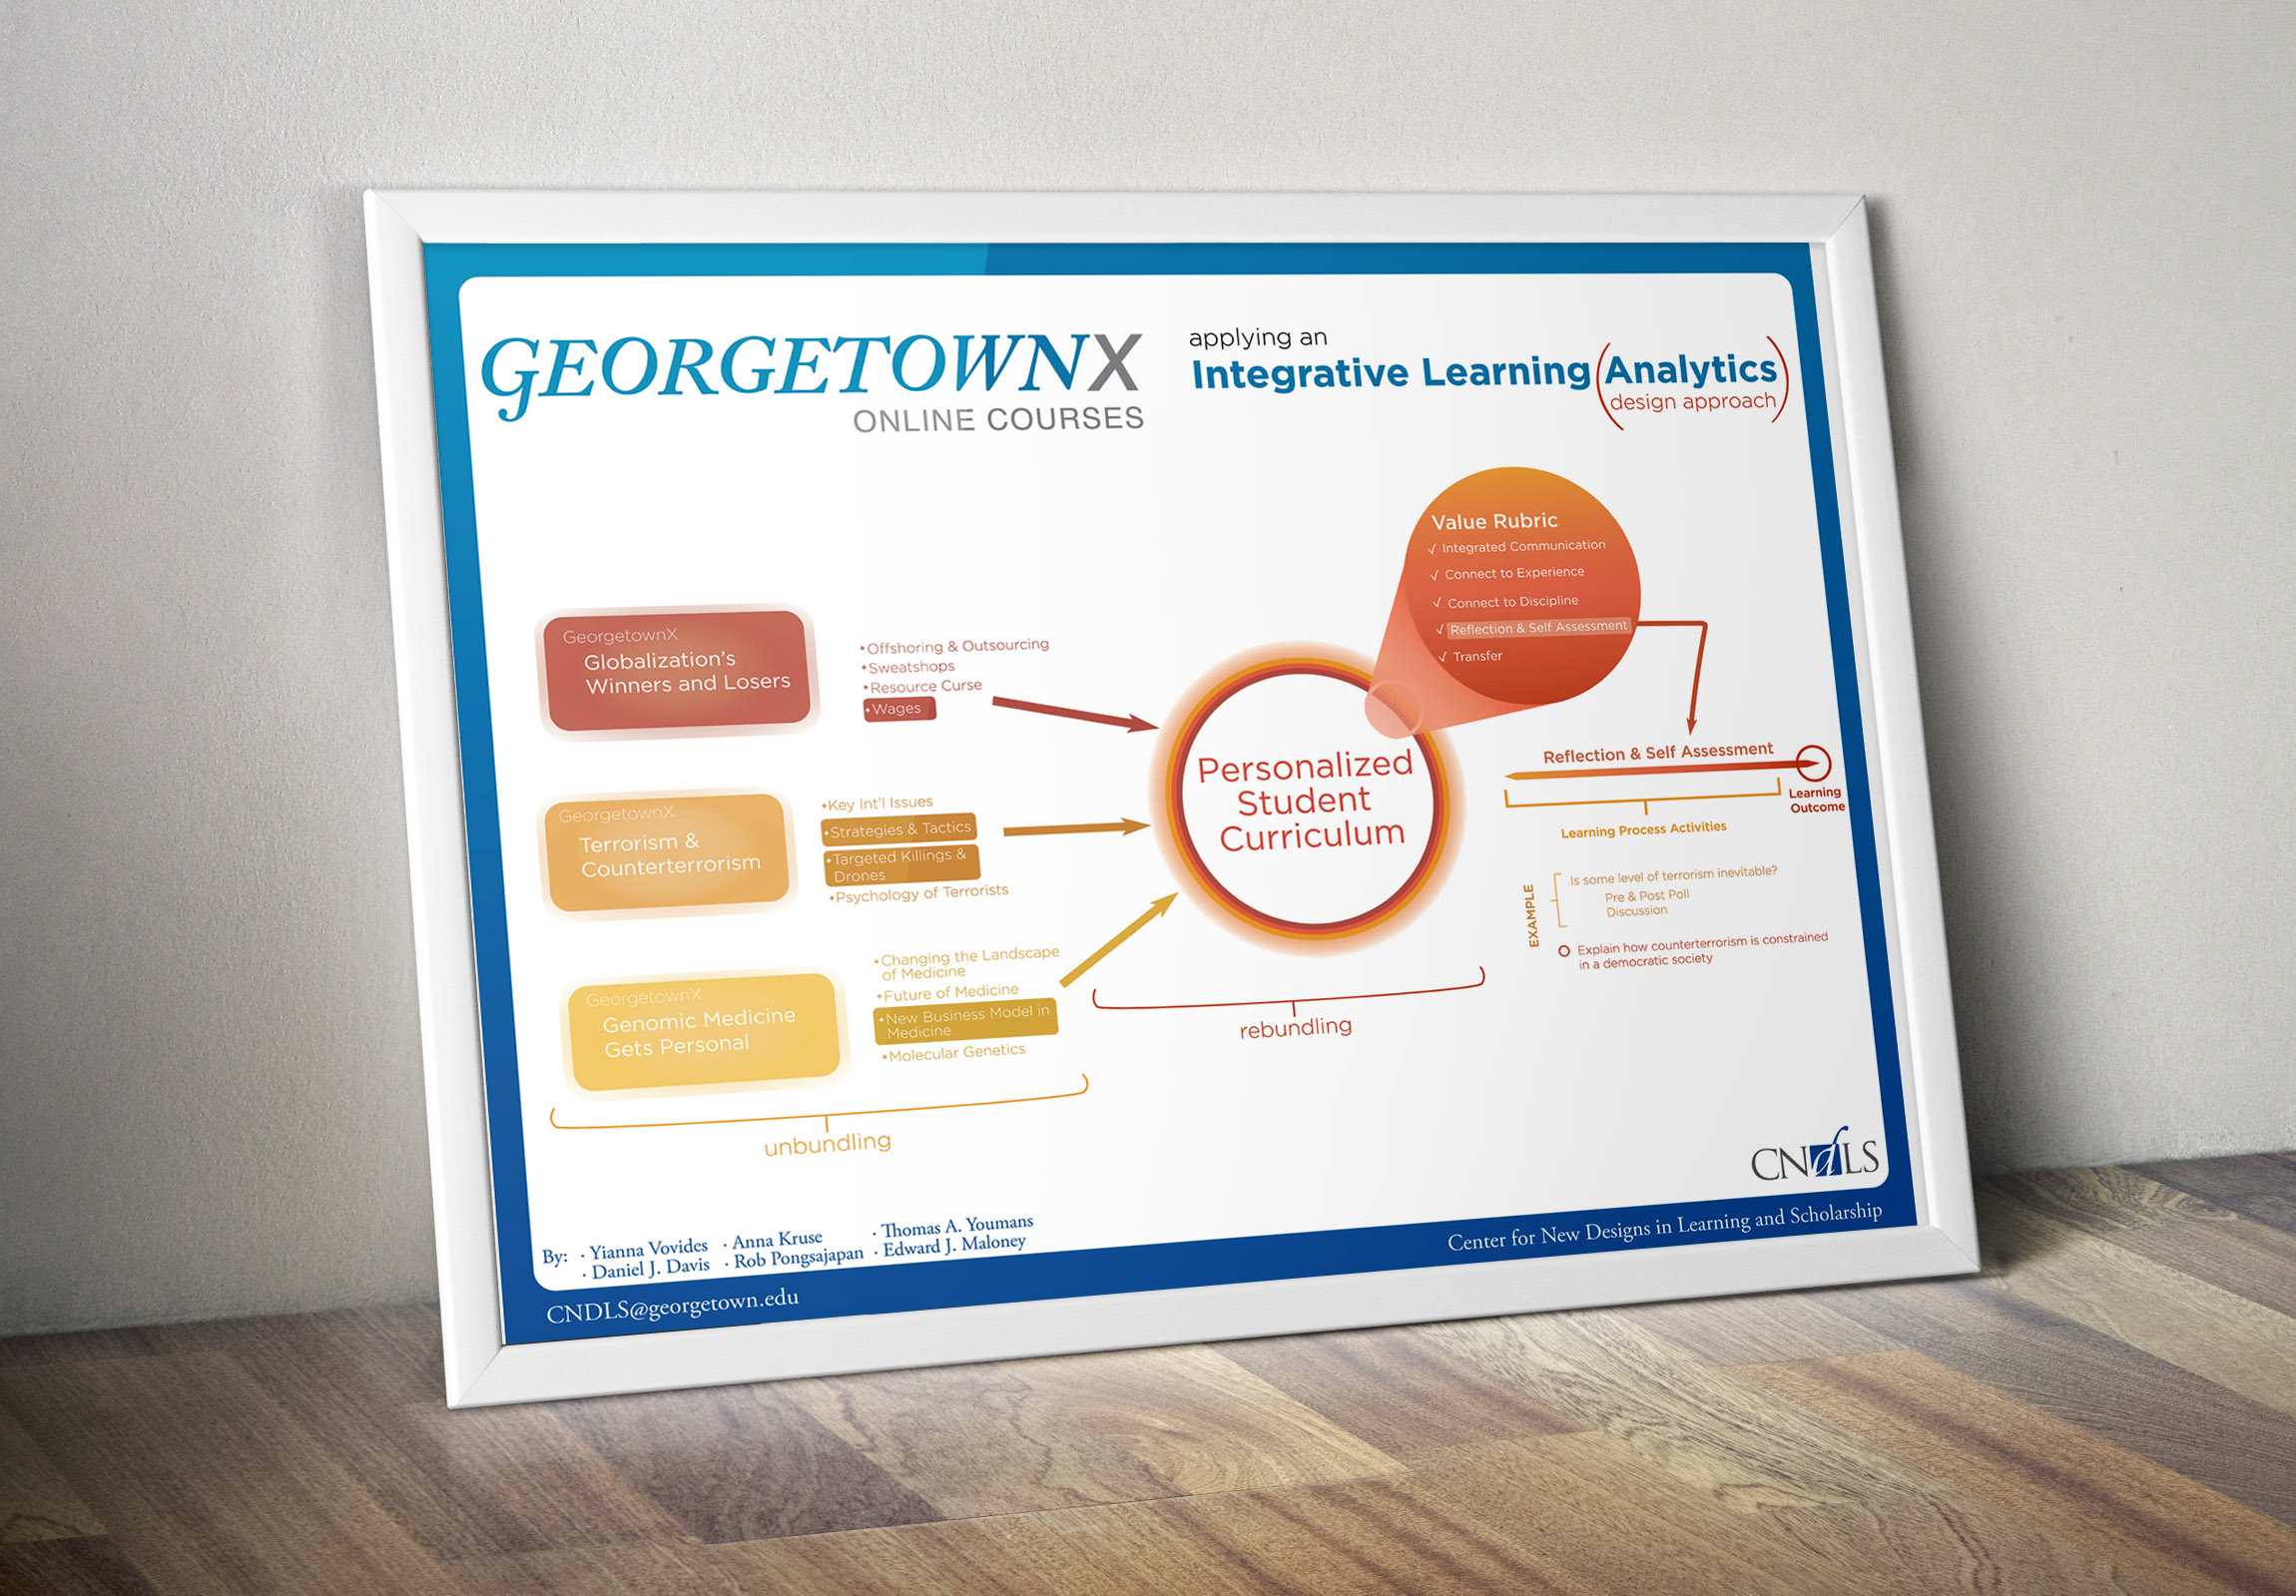 GEORGETOWNX
ONLINE COURSES
applying an
Integrative Learning (Analytics
design approach)
Value Rubric
√ Integrated Communication
√ Connect to Experience
√ Connect to Discipline
√ Reflection & Self Assessment
√ Transfer
GeorgetownX
Globalization's
Winners and Losers
•Offshoring & Outsourcing
•Sweatshops
•Resource Curse
•Wages
GeorgetownX
Terrorism &
Counterterrorism
•Key Int'l Issues
•Strategies & Tactics
•Targeted Killings &
Drones
•Psychology of Terrorists
GeorgetownX
Genomic Medicine
Gets Personal
•Changing the Landscape
of Medicine
•Future of Medicine
•New Business Model in
Medicine
•Molecular Genetics
unbundling
Personalized
Student
Curriculum
rebundling
Reflection & Self Assessment
Learning
Outcome
Learning Process Activities
EXAMPLE
Is some level of terrorism inevitable?
Pre & Post Poll
Discussion
Explain how counterterrorism is constrained
in a democratic society
CNdLS
By: · Yianna Vovides · Anna Kruse · Thomas A. Youmans
· Daniel J. Davis · Rob Pongsajapan · Edward J. Maloney
CNDLS@georgetown.edu
Center for New Designs in Learning and Scholarship